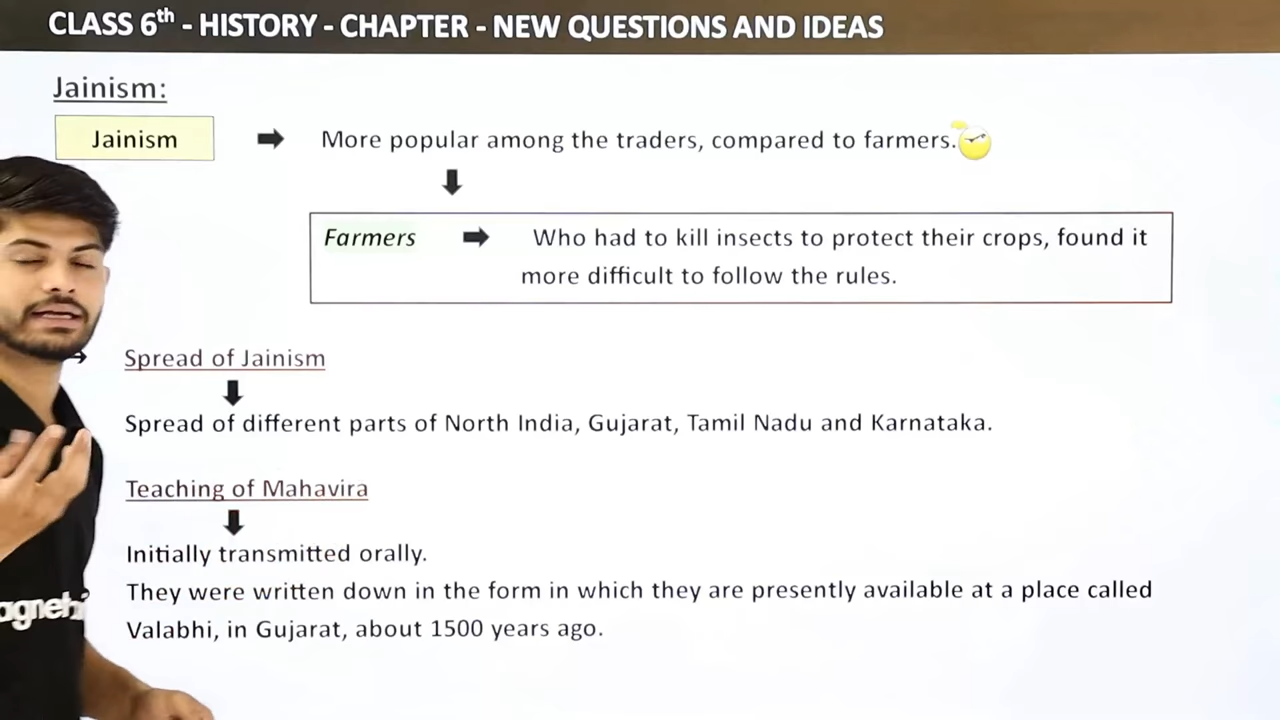 CLASS 6th - HISTORY - CHAPTER - NEW QUESTIONS AND IDEAS
Jainism:
Jainism
More popular among the traders, compared to farmers.
Farmers
Who had to kill insects to protect their crops, found it
more difficult to follow the rules.
Spread of Jainism
Spread of different parts of North India, Gujarat, Tamil Nadu and Karnataka.
Teaching of Mahavira
Initially transmitted orally.
They were written down in the form in which they are presently available at a place called
Valabhi, in Gujarat, about 1500 years ago.